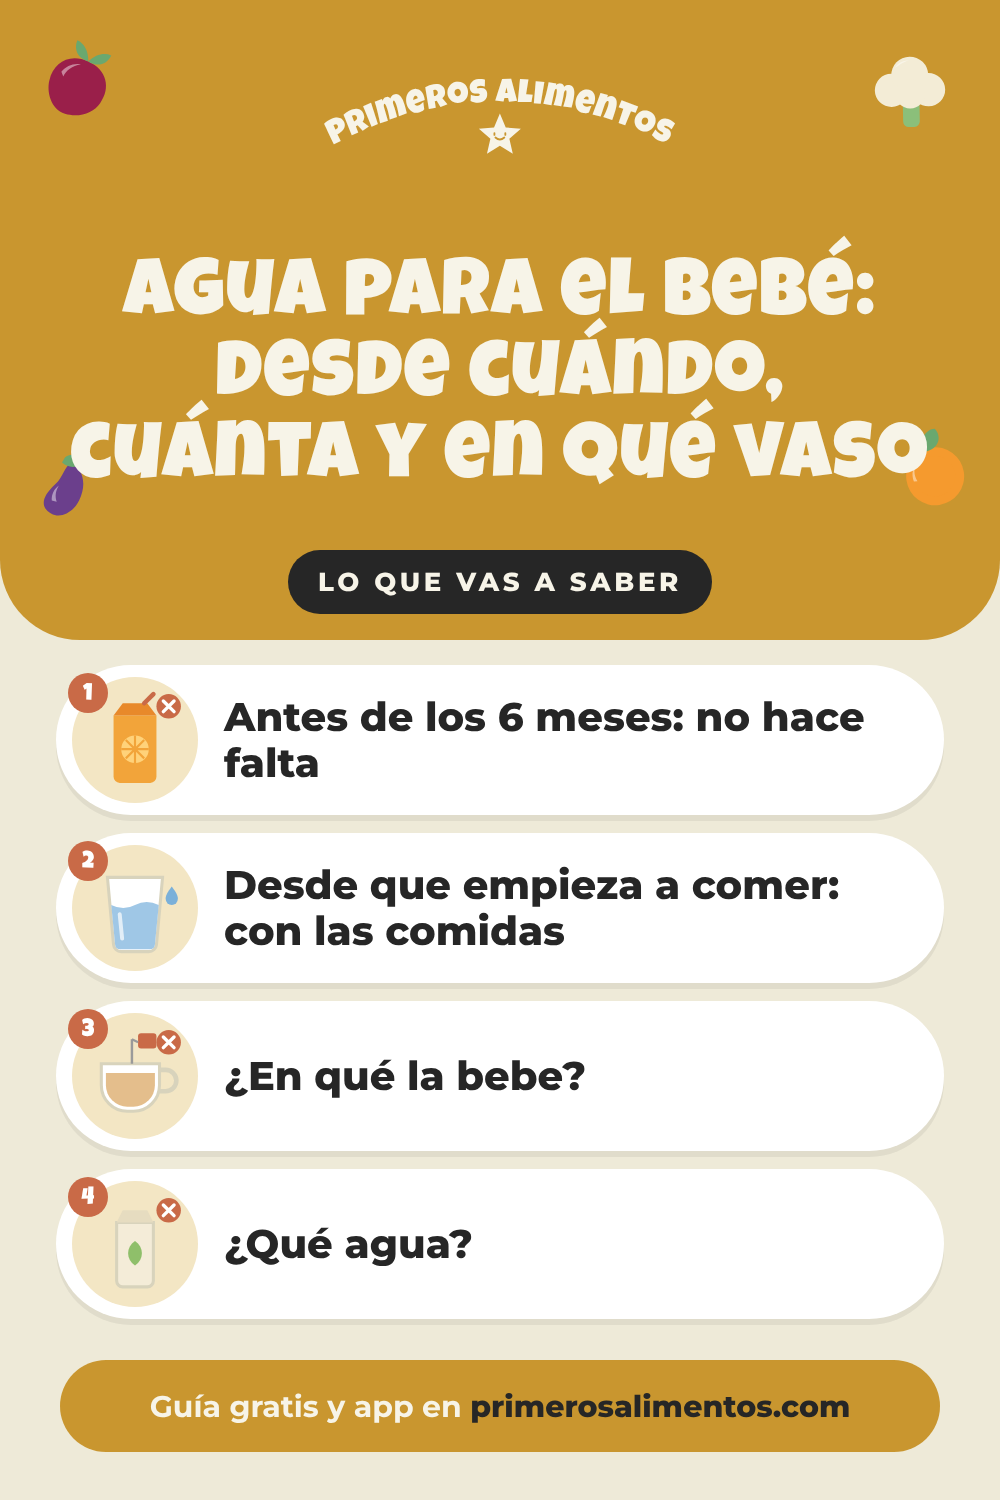 PRIMEROS ALIMENTOS
AGUA PARA EL BEBÉ:
DESDE CUÁNDO,
CUÁNTA Y EN QUÉ VASO
LO QUE VAS A SABER
1
Antes de los 6 meses: no hace
falta
2
Desde que empieza a comer:
con las comidas
3
¿En qué la bebe?
4
¿Qué agua?
Guía gratis y app en primerosalimentos.com